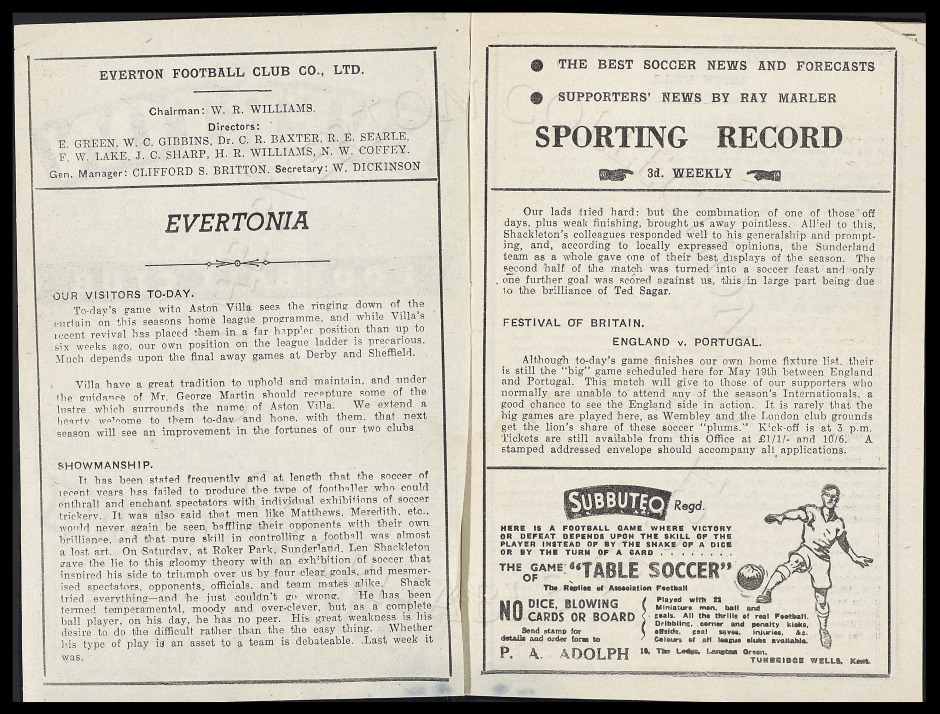 EVERTON FOOTBALL CLUB CO., LTD.
Chairman: W. R. WILLIAMS.
Directors:
E. GREEN, W. C. GIBBINS, Dr. C. R. BAXTER, R. E. SEARLE,
F. W. LAKE, J. C. SHARP, H. R. WILLIAMS, N. W. COFFEY.
Gen. Manager: CLIFFORD S. BRITTON. Secretary: W. DICKINSON
EVERTONIA
OUR VISITORS TO-DAY.
To-day's game with Aston Villa sees the ringing down of the
curtain on this seasons home league programme, and while Villa's
recent revival has placed them in a far happier position than up to
six weeks ago, our own position on the league ladder is precarious.
Much depends upon the final away games at Derby and Sheffield.
Villa have a great tradition to uphold and maintain, and under
the guidance of Mr. George Martin should recapture some of the
lustre which surrounds the name of Aston Villa. We extend a
hearty welcome to them to-day and hope, with them, that next
season will see an improvement in the fortunes of our two clubs
SHOWMANSHIP.
It has been stated frequently and at length that the soccer of
recent years has failed to produce the type of footballer who could
enthrall and enchant spectators with individual exhibitions of soccer
trickery. It was also said that men like Matthews, Meredith, etc.,
would never again be seen, baffling their opponents with their own
brilliance, and that pure skill in controlling a football was almost
a lost art. On Saturday, at Roker Park, Sunderland, Len Shackleton
gave the lie to this gloomy theory with an exhibition of soccer that
inspired his side to triumph over us by four clear goals, and mesmer-
ised spectators, opponents, officials, and team mates alike. Shack
tried everything—and he just couldn't go wrong. He has been
termed temperamental, moody and over-clever, but as a complete
ball player, on his day, he has no peer. His great weakness is his
desire to do the difficult rather than the the easy thing. Whether
his type of play is an asset to a team is debateable. Last week it
was.
THE BEST SOCCER NEWS AND FORECASTS
SUPPORTERS' NEWS BY RAY MARLER
SPORTING RECORD
3d. WEEKLY
Our lads tried hard: but the combination of one of those off
days, plus weak finishing, brought us away pointless. Allied to this,
Shackleton's colleagues responded well to his generalship and prompt-
ing, and, according to locally expressed opinions, the Sunderland
team as a whole gave one of their best displays of the season. The
second half of the match was turned into a soccer feast and only
one further goal was scored against us, this in large part being due
to the brilliance of Ted Sagar.
FESTIVAL OF BRITAIN.
ENGLAND v. PORTUGAL.
Although to-day's game finishes our own home fixture list, their
is still the "big" game scheduled here for May 19th between England
and Portugal. This match will give to those of our supporters who
normally are unable to attend any of the season's Internationals, a
good chance to see the England side in action. It is rarely that the
big games are played here, as Wembley and the London club grounds
get the lion's share of these soccer "plums." Kick-off is at 3 p.m.
Tickets are still available from this Office at £1/1/- and 10/6. A
stamped addressed envelope should accompany all applications.
SUBBUTEO Regd.
HERE IS A FOOTBALL GAME WHERE VICTORY
OR DEFEAT DEPENDS UPON THE SKILL OF THE
PLAYER INSTEAD OF BY THE SHAKE OF A DICE
OR BY THE TURN OF A CARD . . . . . . . .
THE GAME OF "TABLE SOCCER"
The Replica of Association Football
NO DICE, BLOWING
CARDS OR BOARD
Send stamp for
details and order form to
Played with 22
Miniature men, ball and
goals. All the thrills of real Football.
Dribbling, corner and penalty kicks,
offside, goal saves, injuries, &c.
Colours of all league clubs available.
P. A. ADOLPH 10, The Lodge, Langton Green,
TUNBRIDGE WELLS, Kent.